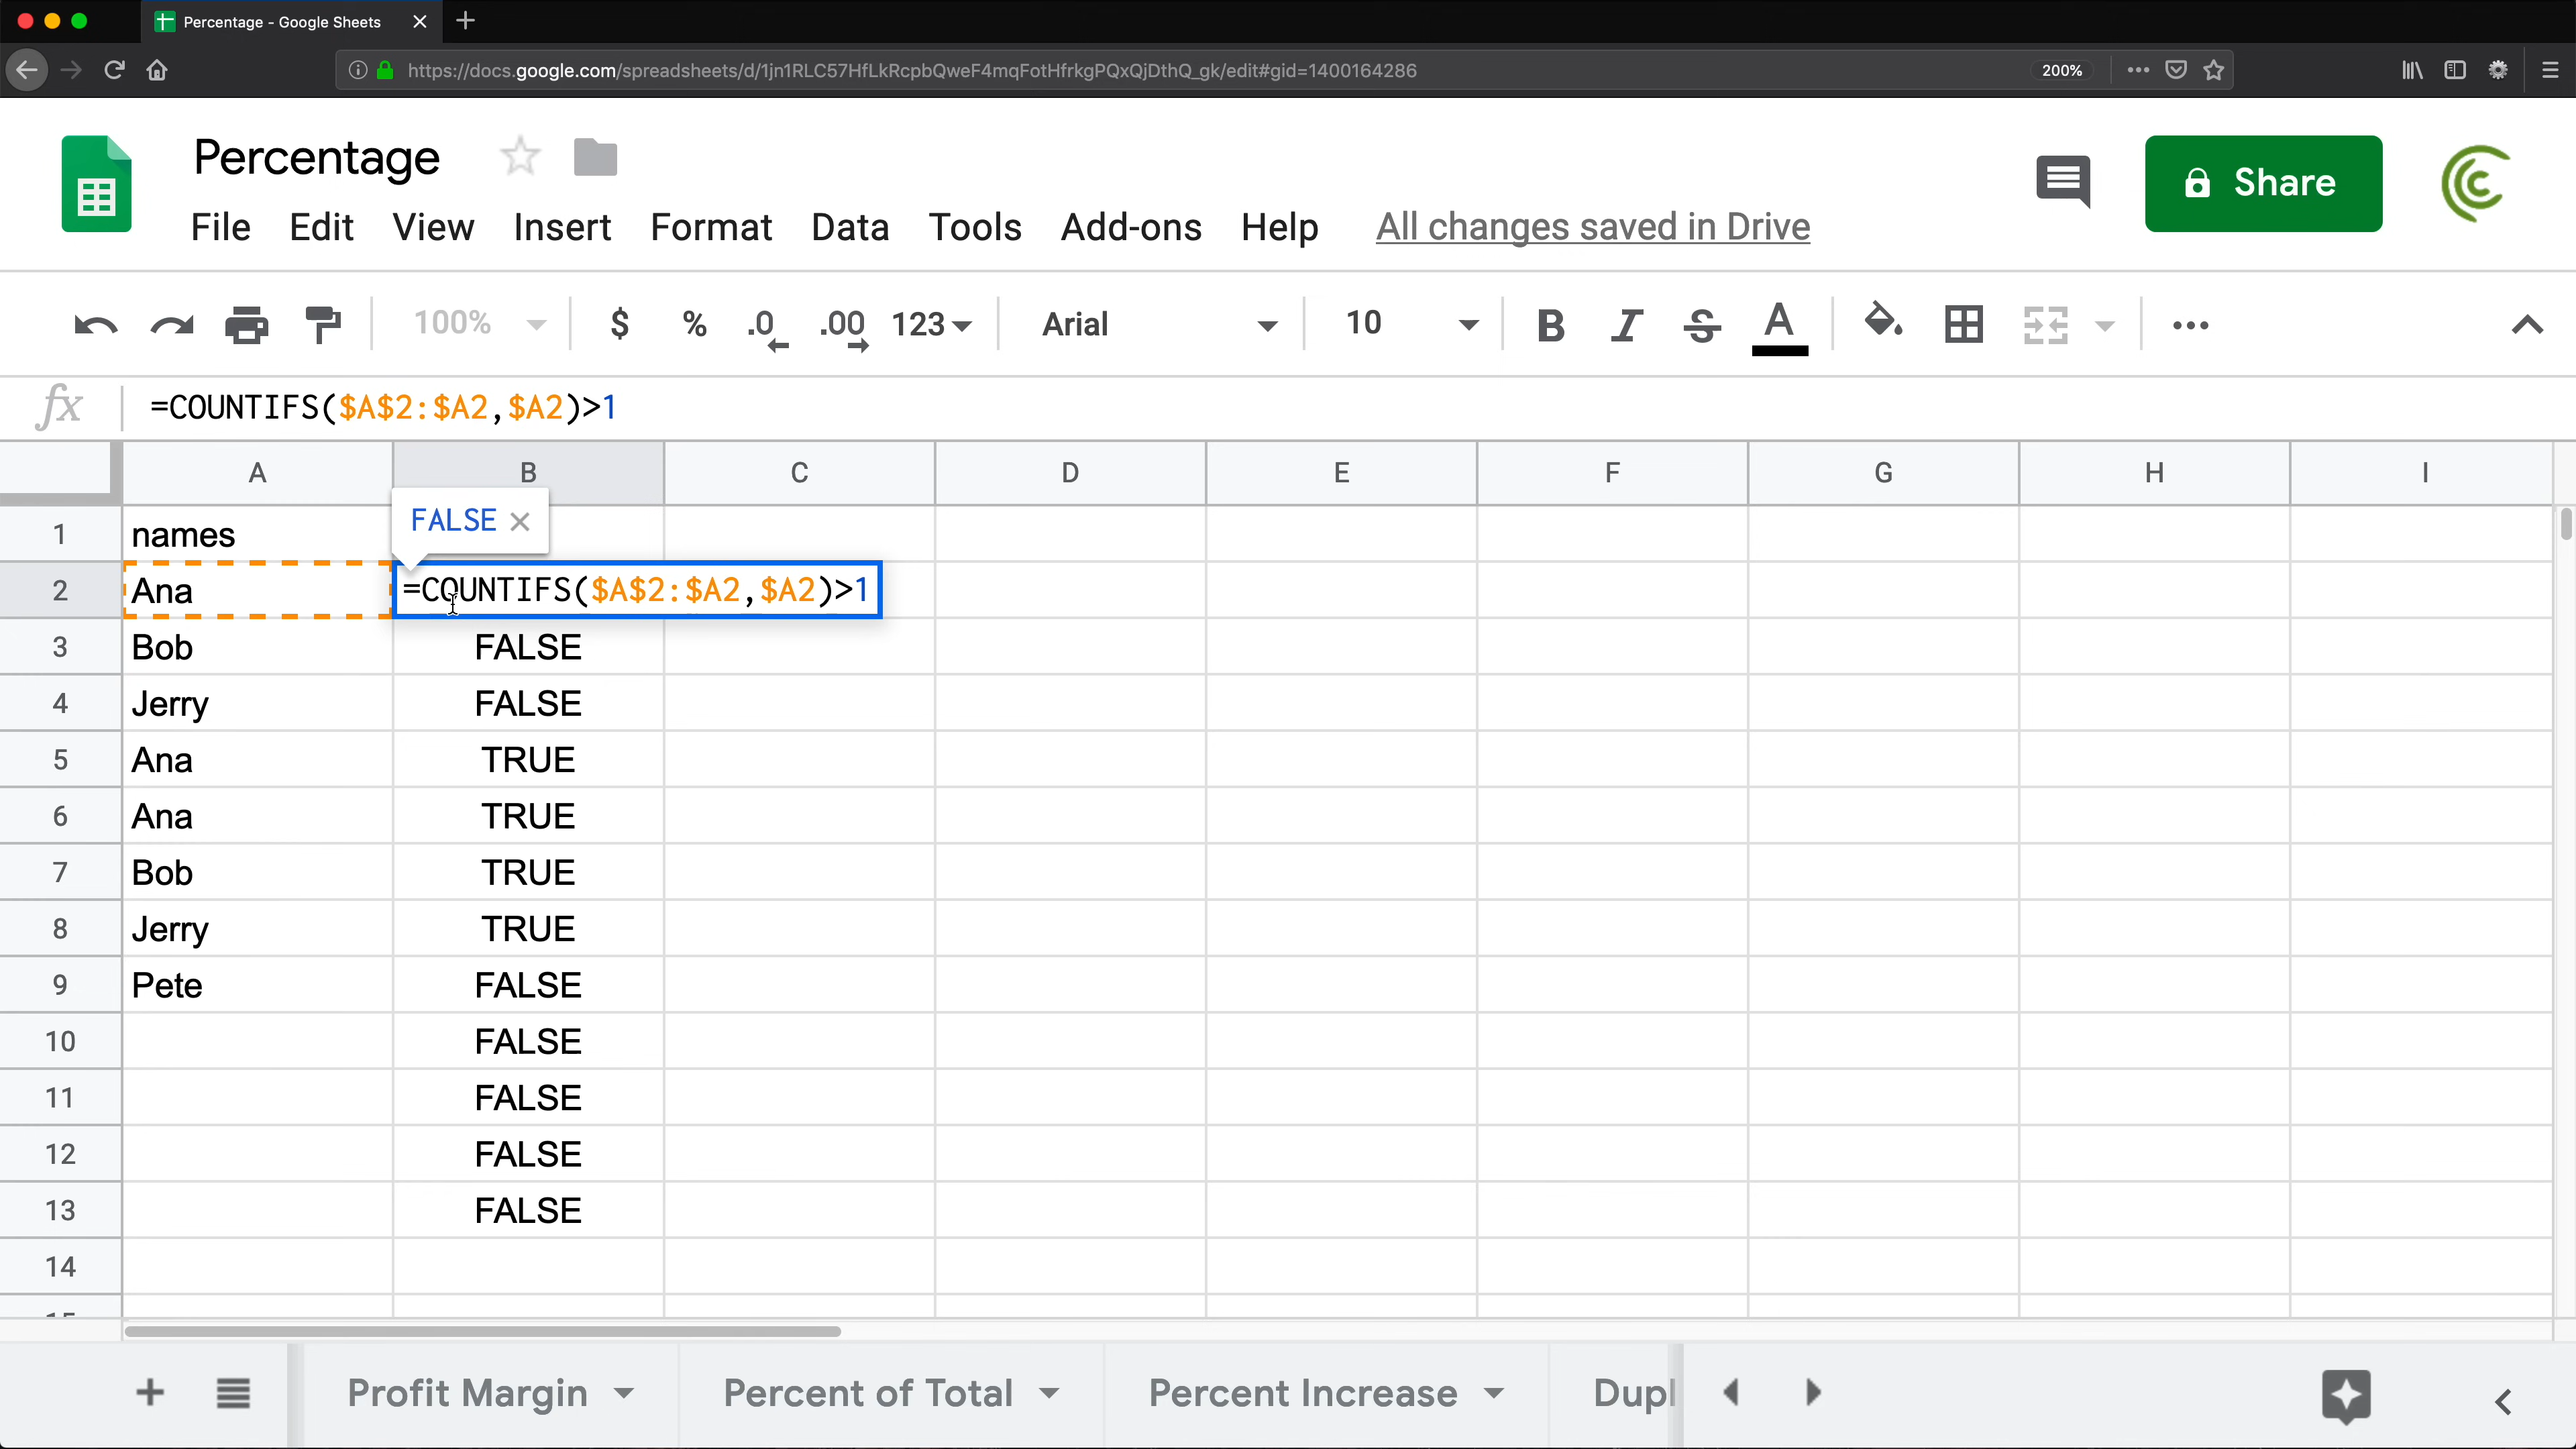 Percentage - Google Sheets
https://docs.google.com/spreadsheets/d/1jn1RLC57HfLkRcpbQweF4mqFotHfrkgPQxQjDthQ_gk/edit#gid=1400164286 200%
Percentage
Share
File Edit View Insert Format Data Tools Add-ons Help All changes saved in Drive
100% $ % .0 .00 123 Arial 10 B I S A
fx =COUNTIFS($A$2:$A2,$A2)>1
A B C D E F G H I
FALSE
1 names
2 Ana =COUNTIFS($A$2:$A2,$A2)>1
3 Bob FALSE
4 Jerry FALSE
5 Ana TRUE
6 Ana TRUE
7 Bob TRUE
8 Jerry TRUE
9 Pete FALSE
10 FALSE
11 FALSE
12 FALSE
13 FALSE
14
Profit Margin Percent of Total Percent Increase Dupl